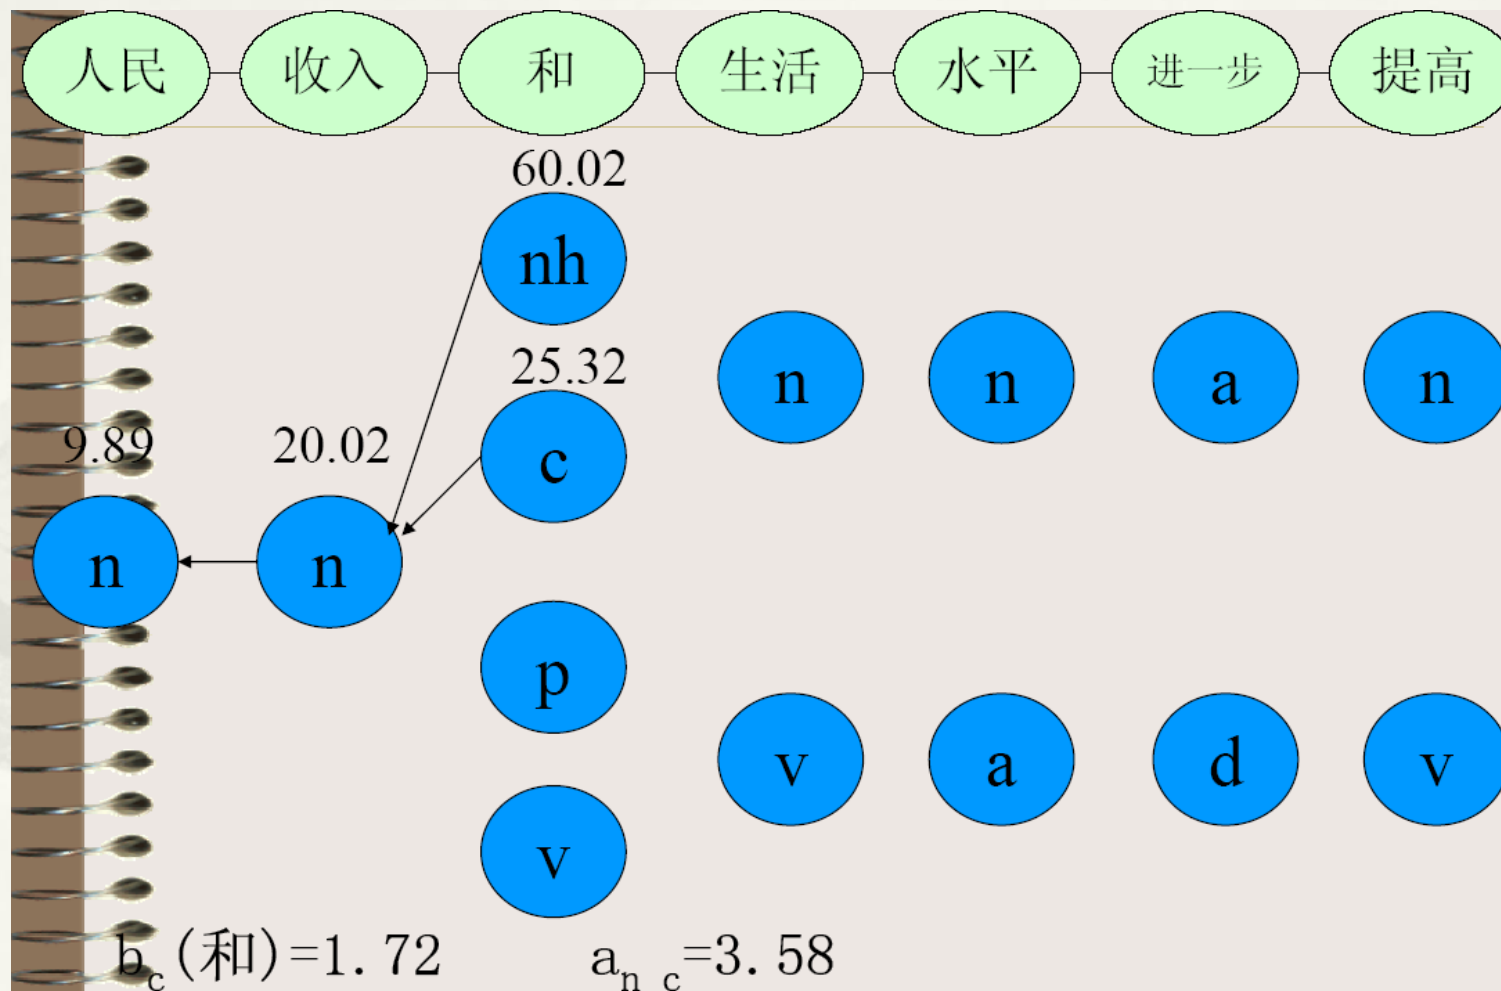 人民 收入 和 生活 水平 进一步 提高
60.02
nh
25.32
n n a n
c
9.89 20.02
n n
p
v a d v
v
b_c(和)=1.72 a_{n c}=3.58